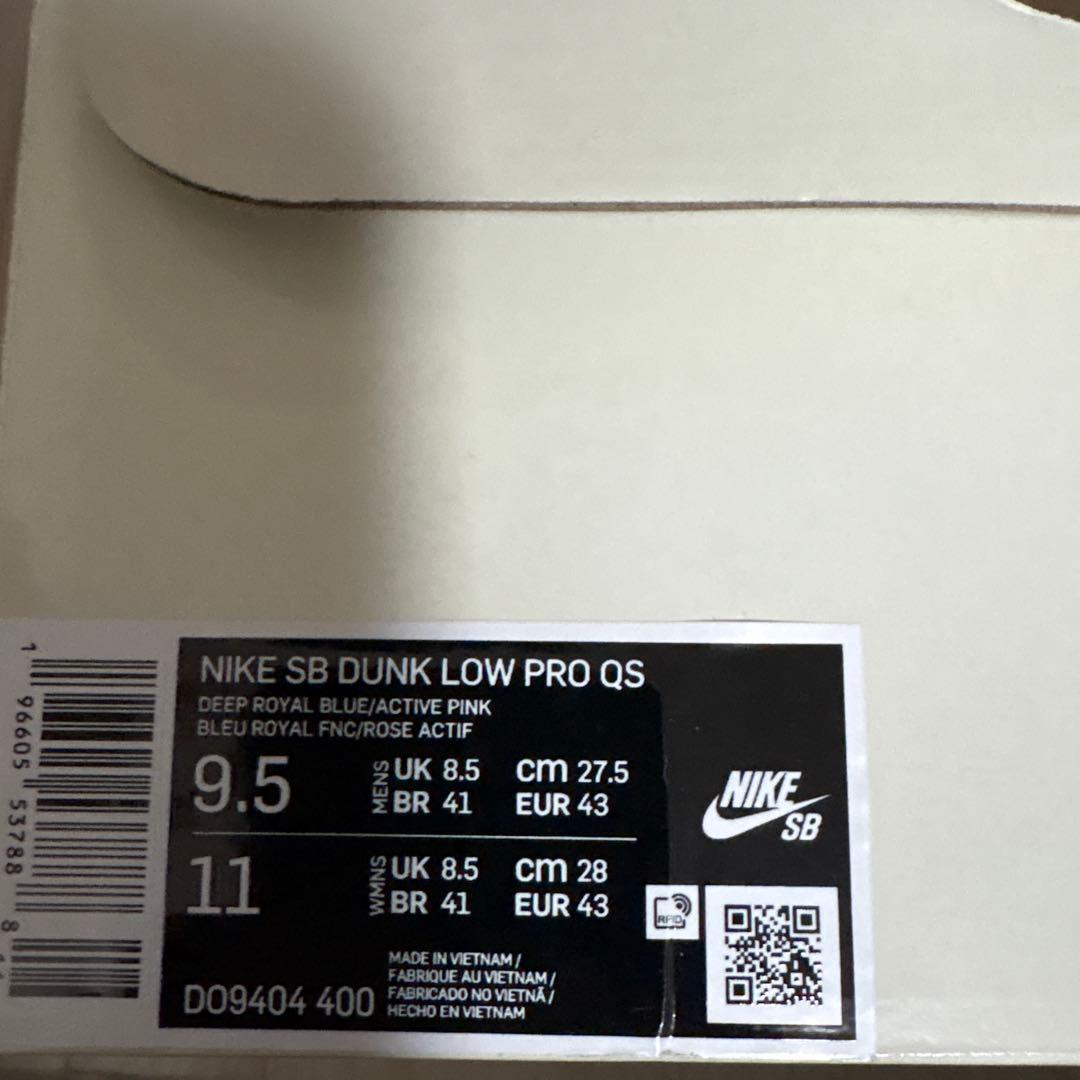 NIKE SB DUNK LOW PRO QS
DEEP ROYAL BLUE/ACTIVE PINK
BLEU ROYAL FNC/ROSE ACTIF
9.5 MENS UK 8.5 cm 27.5
BR 41 EUR 43
11 WMNS UK 8.5 cm 28
BR 41 EUR 43
NIKE
SB
RFID
MADE IN VIETNAM /
FABRIQUE AU VIETNAM /
FABRICADO NO VIETNÃ /
HECHO EN VIETNAM
DO9404 400
1 96605 53788 8